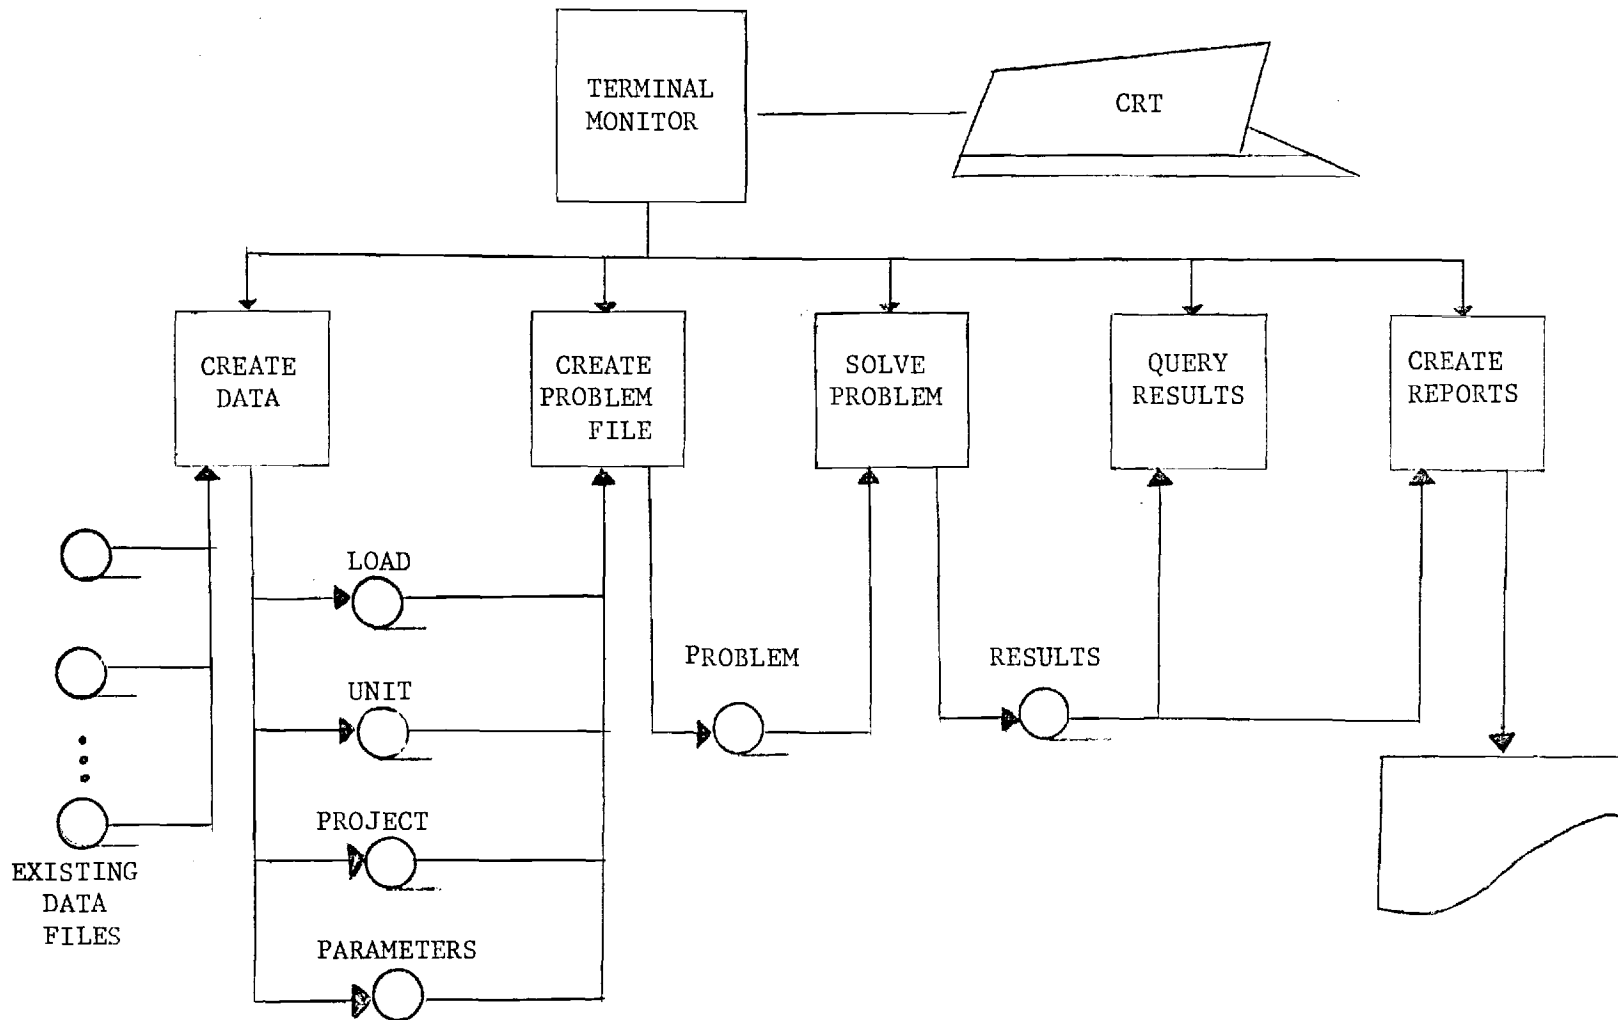 TERMINAL
MONITOR
CRT
CREATE
DATA
CREATE
PROBLEM
FILE
SOLVE
PROBLEM
QUERY
RESULTS
CREATE
REPORTS
LOAD
UNIT
PROJECT
PARAMETERS
PROBLEM
RESULTS
EXISTING
DATA
FILES